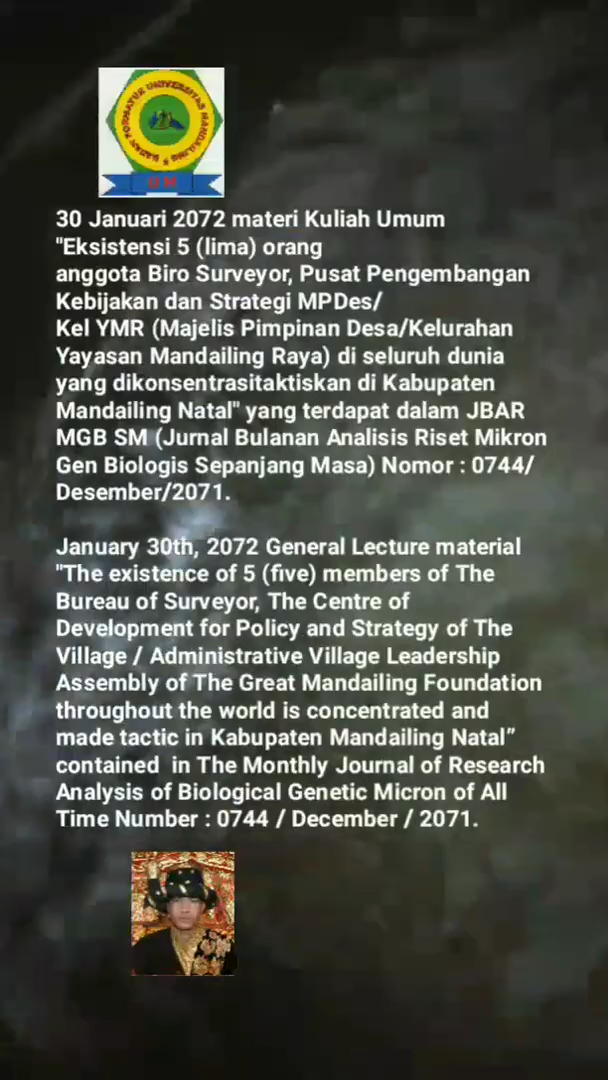 BADAN FORMATUR UNIVERSITAS MANDAILING
U M
30 Januari 2072 materi Kuliah Umum
"Eksistensi 5 (lima) orang
anggota Biro Surveyor, Pusat Pengembangan
Kebijakan dan Strategi MPDes/
Kel YMR (Majelis Pimpinan Desa/Kelurahan
Yayasan Mandailing Raya) di seluruh dunia
yang dikonsentrasitaktiskan di Kabupaten
Mandailing Natal" yang terdapat dalam JBAR
MGB SM (Jurnal Bulanan Analisis Riset Mikron
Gen Biologis Sepanjang Masa) Nomor : 0744/
Desember/2071.
January 30th, 2072 General Lecture material
"The existence of 5 (five) members of The
Bureau of Surveyor, The Centre of
Development for Policy and Strategy of The
Village / Administrative Village Leadership
Assembly of The Great Mandailing Foundation
throughout the world is concentrated and
made tactic in Kabupaten Mandailing Natal”
contained  in The Monthly Journal of Research
Analysis of Biological Genetic Micron of All
Time Number : 0744 / December / 2071.